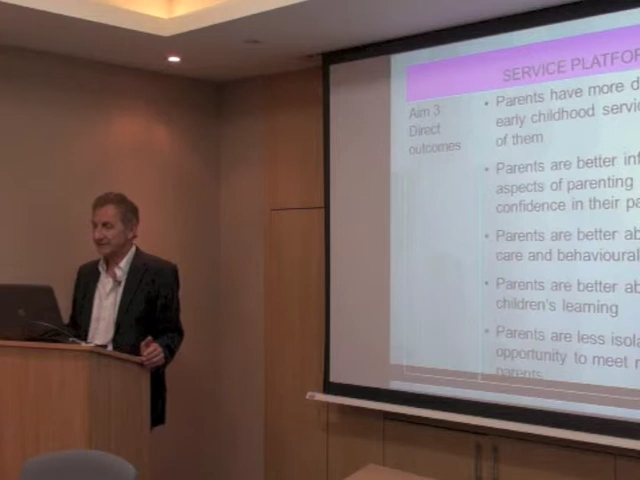 SERVICE PLATFOR
Aim 3
Direct
outcomes
• Parents have more d
early childhood servi
of them
• Parents are better inf
aspects of parenting
confidence in their pa
• Parents are better ab
care and behavioural
• Parents are better ab
children's learning
• Parents are less isola
opportunity to meet
parents